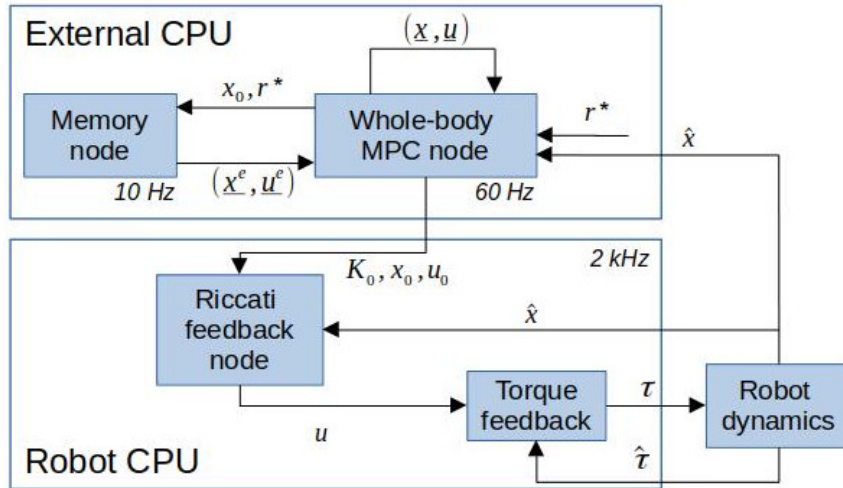 External CPU
(x, u)
x₀, r*
Memory
node
10 Hz
(xᵉ, uᵉ)
Whole-body
MPC node
60 Hz
r*
x̂
K₀, x₀, u₀
2 kHz
Riccati
feedback
node
x̂
u
Torque
feedback
τ
Robot
dynamics
τ̂
Robot CPU